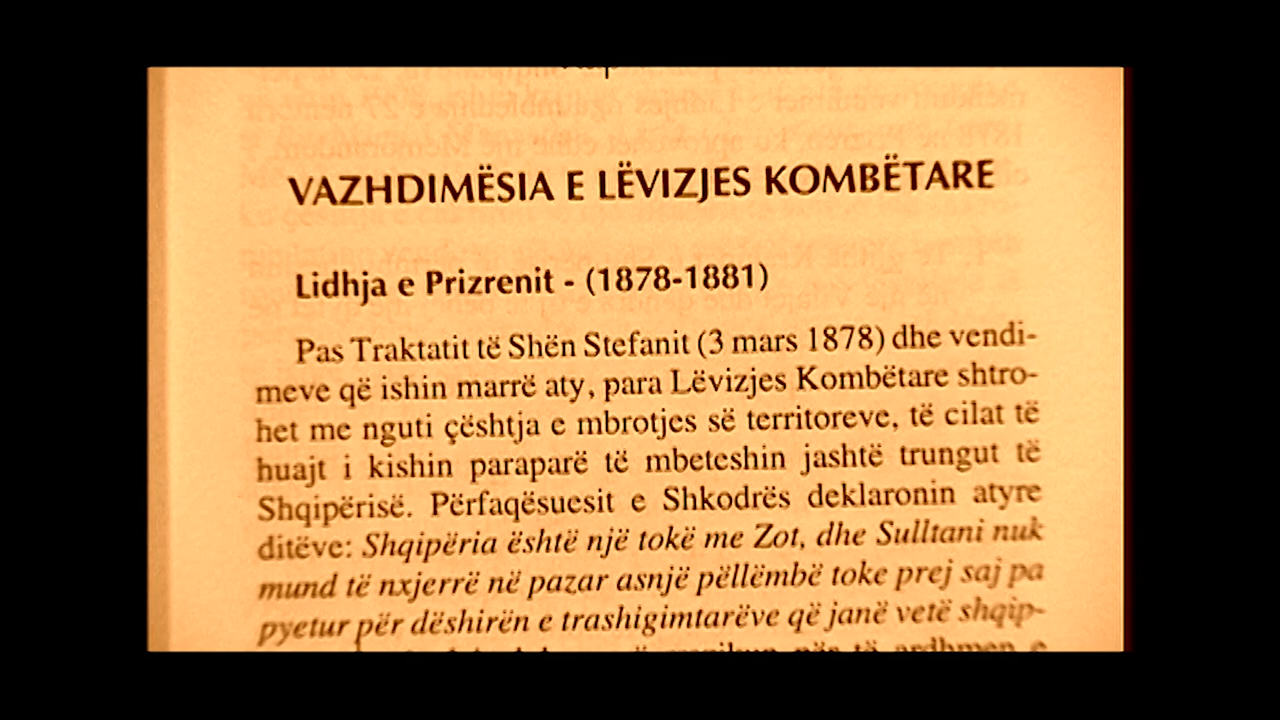 VAZHDIMËSIA E LËVIZJES KOMBËTARE
Lidhja e Prizrenit - (1878-1881)
Pas Traktatit të Shën Stefanit (3 mars 1878) dhe vendi-
meve që ishin marrë aty, para Lëvizjes Kombëtare shtro-
het me nguti çështja e mbrotjes së territoreve, të cilat të
huajt i kishin paraparë të mbeteshin jashtë trungut të
Shqipërisë. Përfaqësuesit e Shkodrës deklaronin atyre
ditëve: Shqipëria është një tokë me Zot, dhe Sulltani nuk
mund të nxjerrë në pazar asnjë pëllëmbë toke prej saj pa
pyetur për dëshirën e trashigimtarëve që janë vetë shqip-
për të ardhmen e